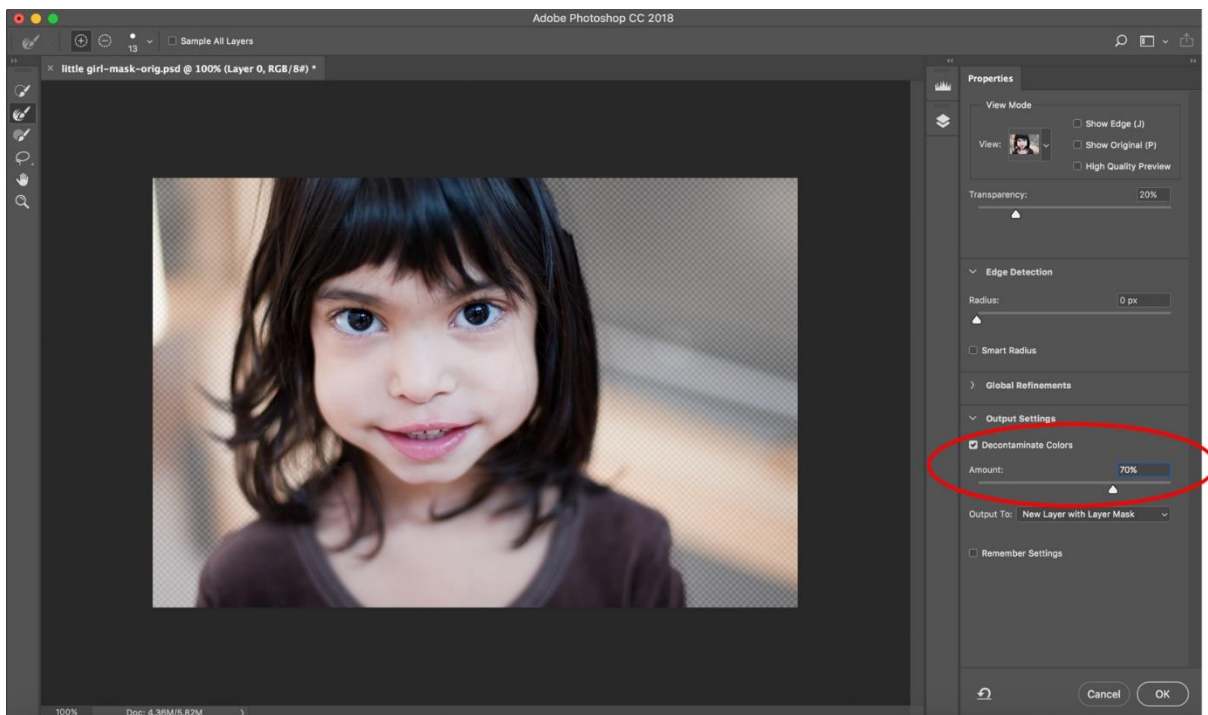 Adobe Photoshop CC 2018
13
Sample All Layers
× little girl-mask-orig.psd @ 100% (Layer 0, RGB/8#) *
Properties
View Mode
Show Edge (J)
View:
Show Original (P)
High Quality Preview
Transparency: 20%
Edge Detection
Radius: 0 px
Smart Radius
Global Refinements
Output Settings
Decontaminate Colors
Amount: 70%
Output To: New Layer with Layer Mask
Remember Settings
Cancel OK
100% Doc: 4.36M/5.82M